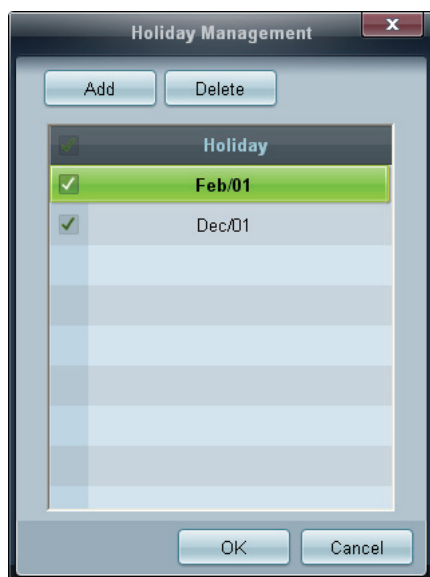 Holiday Management
x
Add Delete
Holiday
Feb/01
Dec/01
OK Cancel